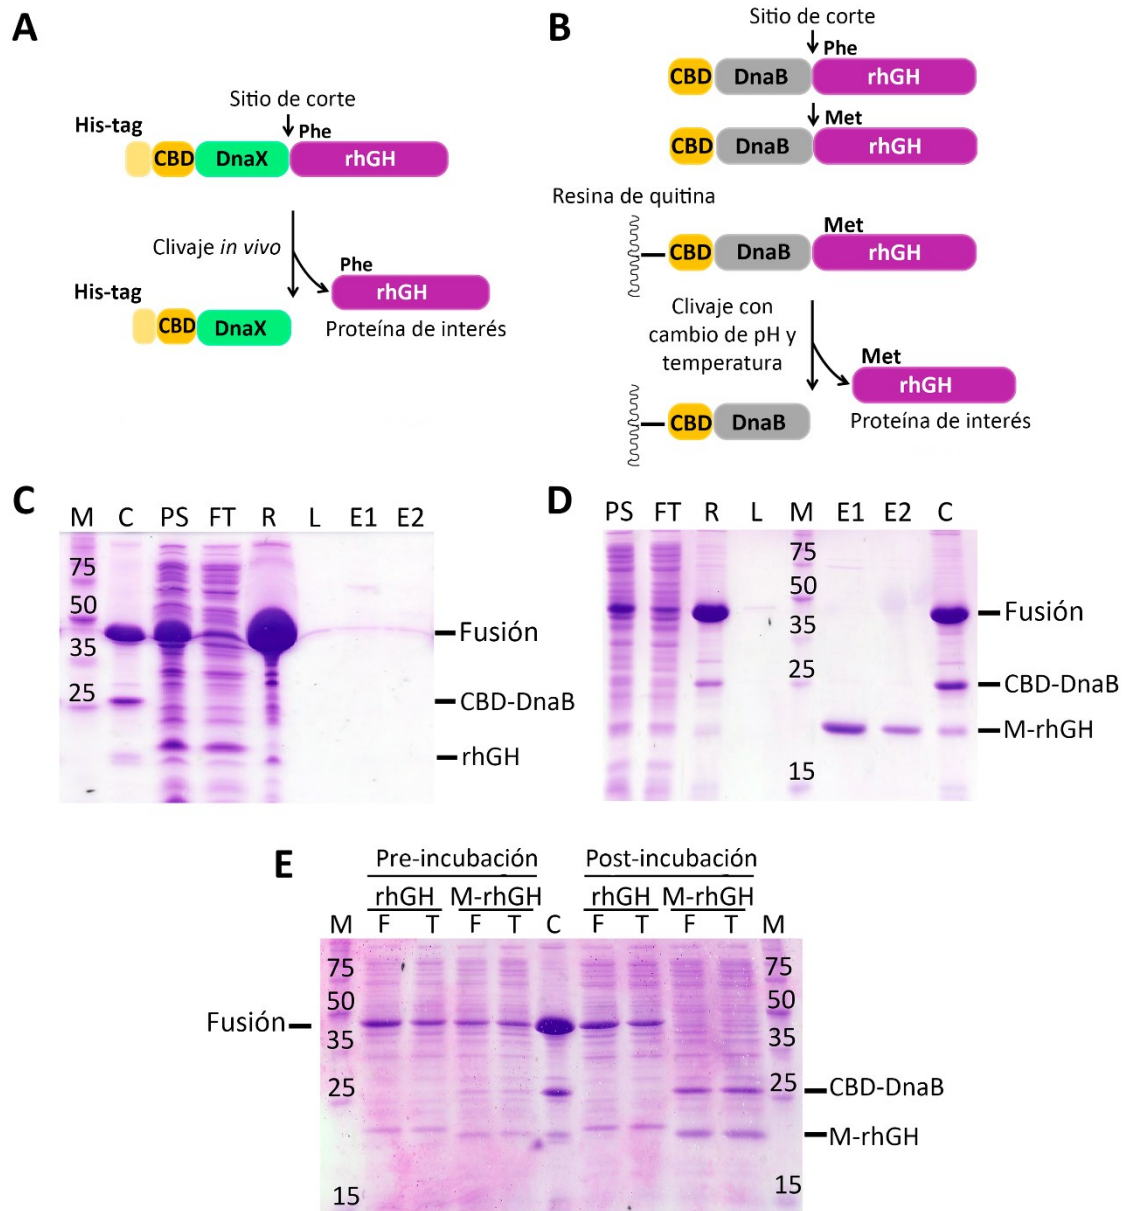 A
Sitio de corte
His-tag
Phe
CBD DnaX rhGH
Clivaje in vivo
Phe
rhGH
His-tag
CBD DnaX
Proteína de interés
B
Sitio de corte
Phe
CBD DnaB rhGH
Met
CBD DnaB rhGH
Resina de quitina
Met
CBD DnaB rhGH
Clivaje con
cambio de pH y
temperatura
Met
rhGH
CBD DnaB
Proteína de interés
C
M C PS FT R L E1 E2
75
50
35
25
Fusión
CBD-DnaB
rhGH
D
PS FT R L M E1 E2 C
75
50
35
25
15
Fusión
CBD-DnaB
M-rhGH
E
Pre-incubación Post-incubación
rhGH M-rhGH rhGH M-rhGH
M F T F T C F T F T M
75 75
50 50
Fusión
35 35
25 25
CBD-DnaB
M-rhGH
15 15